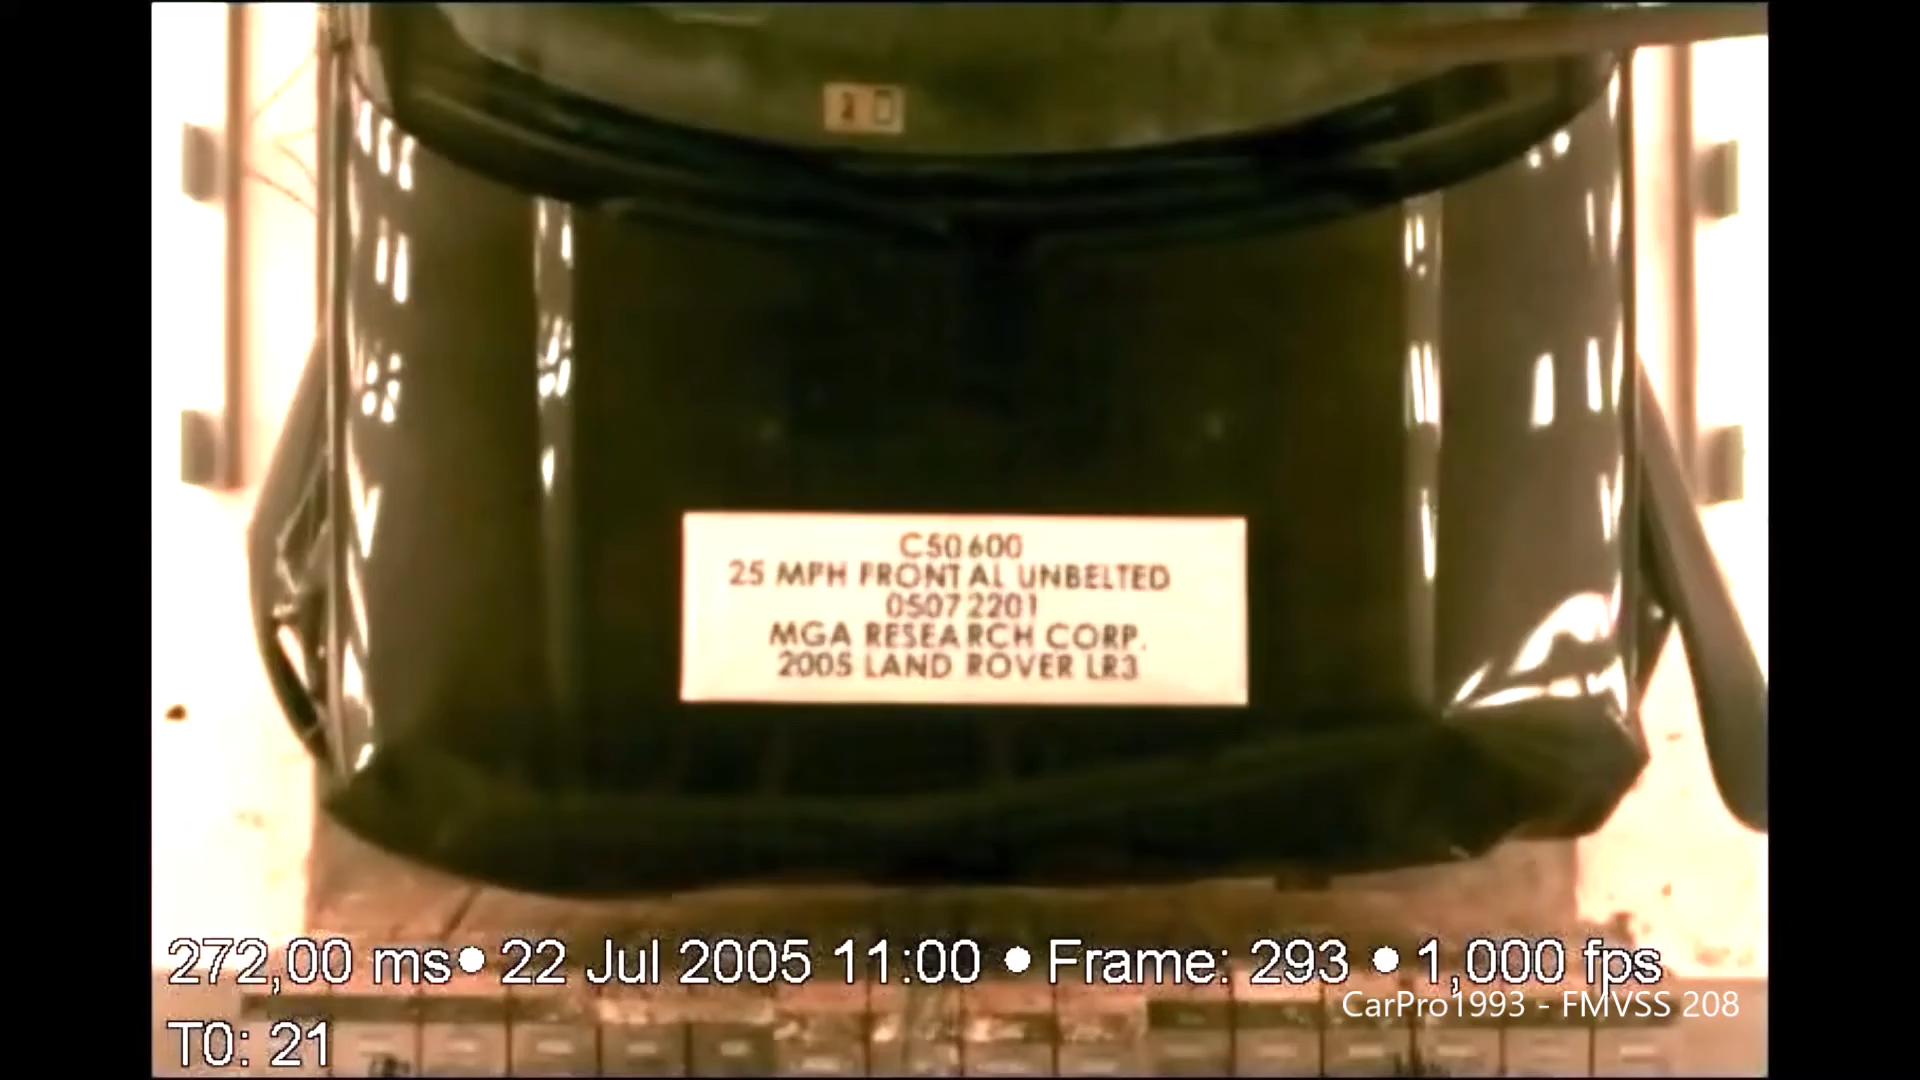 C50600
25 MPH FRONTAL UNBELTED
05072201
MGA RESEARCH CORP.
2005 LAND ROVER LR3
272,00 ms• 22 Jul 2005 11:00 • Frame: 293 • 1,000 fps
CarPro1993 - FMVSS 208
T0: 21